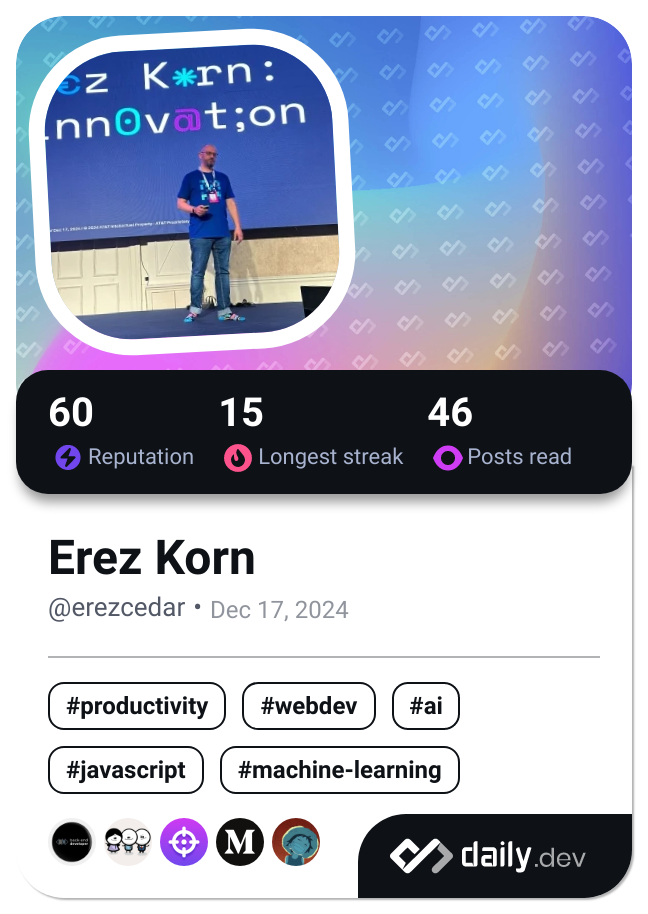 ez K*rn:
inn0v@t;on
60
15
46
Reputation
Longest streak
Posts read
Erez Korn
@erezcedar • Dec 17, 2024
#productivity
#webdev
#ai
#javascript
#machine-learning
M
daily.dev